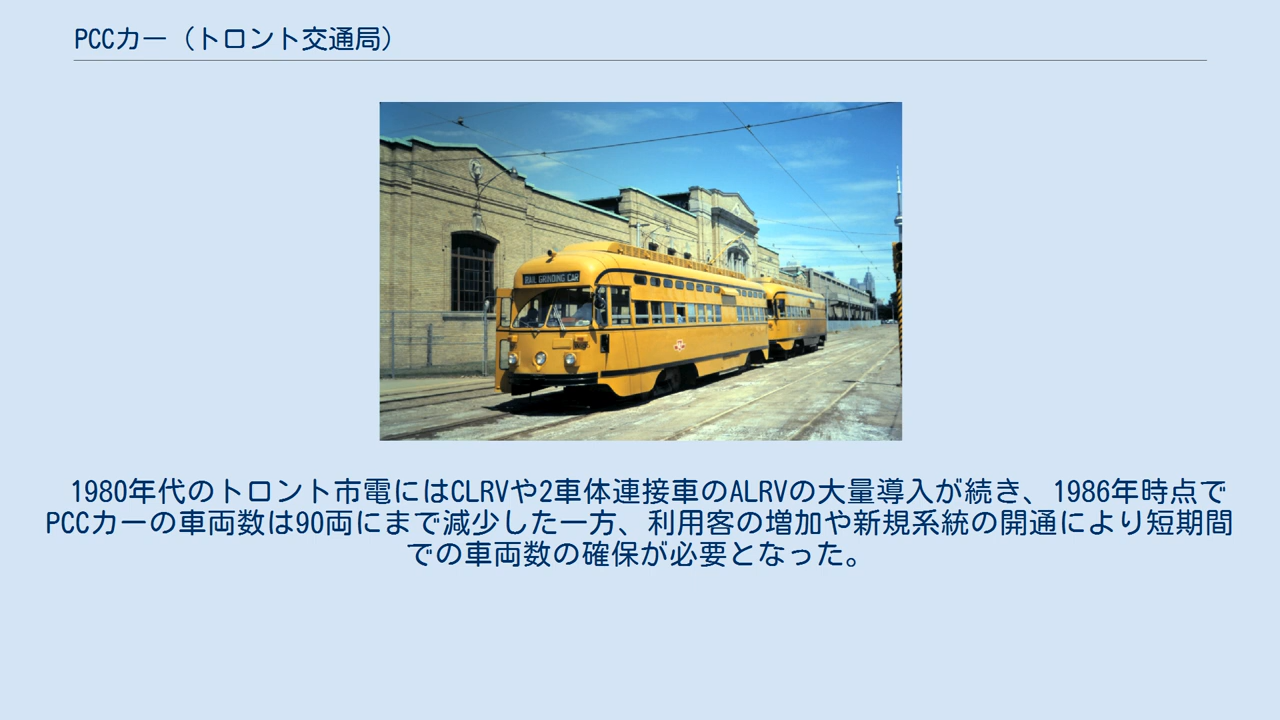 PCCカー（トロント交通局）
RAIL GRINDING CAR
1980年代のトロント市電にはCLRVや2車体連接車のALRVの大量導入が続き、1986年時点で
PCCカーの車両数は90両にまで減少した一方、利用客の増加や新規系統の開通により短期間
での車両数の確保が必要となった。